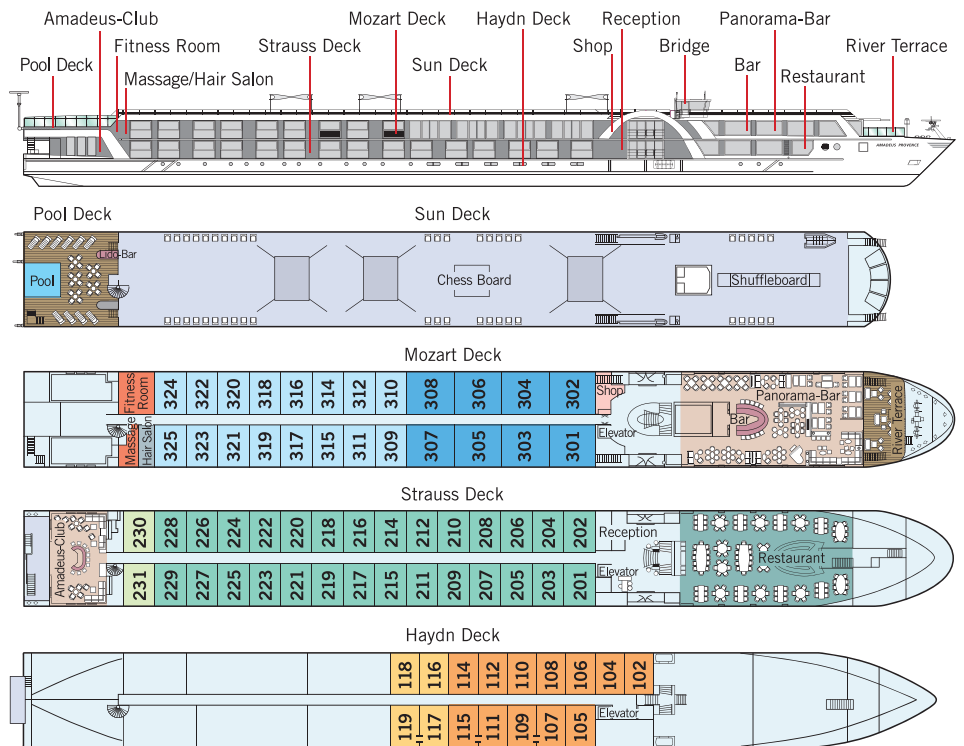 Amadeus-Club
Mozart Deck
Haydn Deck
Reception
Panorama-Bar
Fitness Room
Strauss Deck
Shop
Bridge
River Terrace
Pool Deck
Massage/Hair Salon
Sun Deck
Bar
Restaurant
AMADEUS PROVENCE
Pool Deck
Sun Deck
Lido-Bar
Pool
Chess Board
Shuffleboard
Mozart Deck
Fitness
Room
324 322 320 318 316 314 312 310 308 306 304 302
Shop
Panorama-Bar
Bar
River Terrace
Massage
Hair Salon
325 323 321 319 317 315 311 309 307 305 303 301
Elevator
Strauss Deck
Amadeus-Club
230 228 226 224 222 220 218 216 214 212 210 208 206 204 202
Reception
Restaurant
231 229 227 225 223 221 219 217 215 211 209 207 205 203 201
Elevator
Haydn Deck
118 116 114 112 110 108 106 104 102
119 117 115 111 109 107 105
Elevator